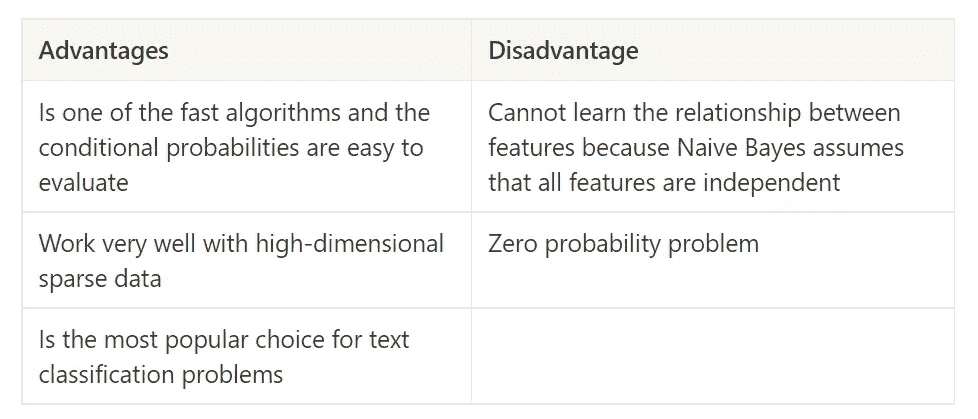 Advantages
Disadvantage
Is one of the fast algorithms and the
conditional probabilities are easy to
evaluate
Cannot learn the relationship between
features because Naive Bayes assumes
that all features are independent
Work very well with high-dimensional
sparse data
Zero probability problem
Is the most popular choice for text
classification problems